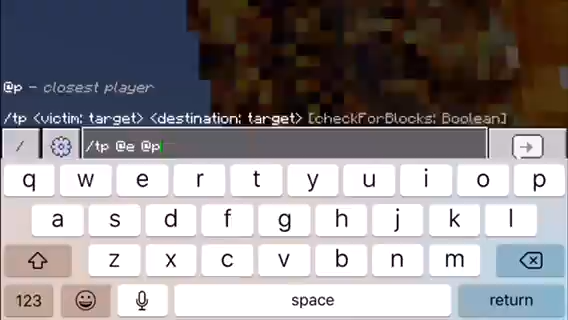 @p - closest player
/tp <victim: target> <destination: target> [checkForBlocks: Boolean]
/
/tp @e @p
q w e r t y u i o p
a s d f g h j k l
z x c v b n m
123 space return